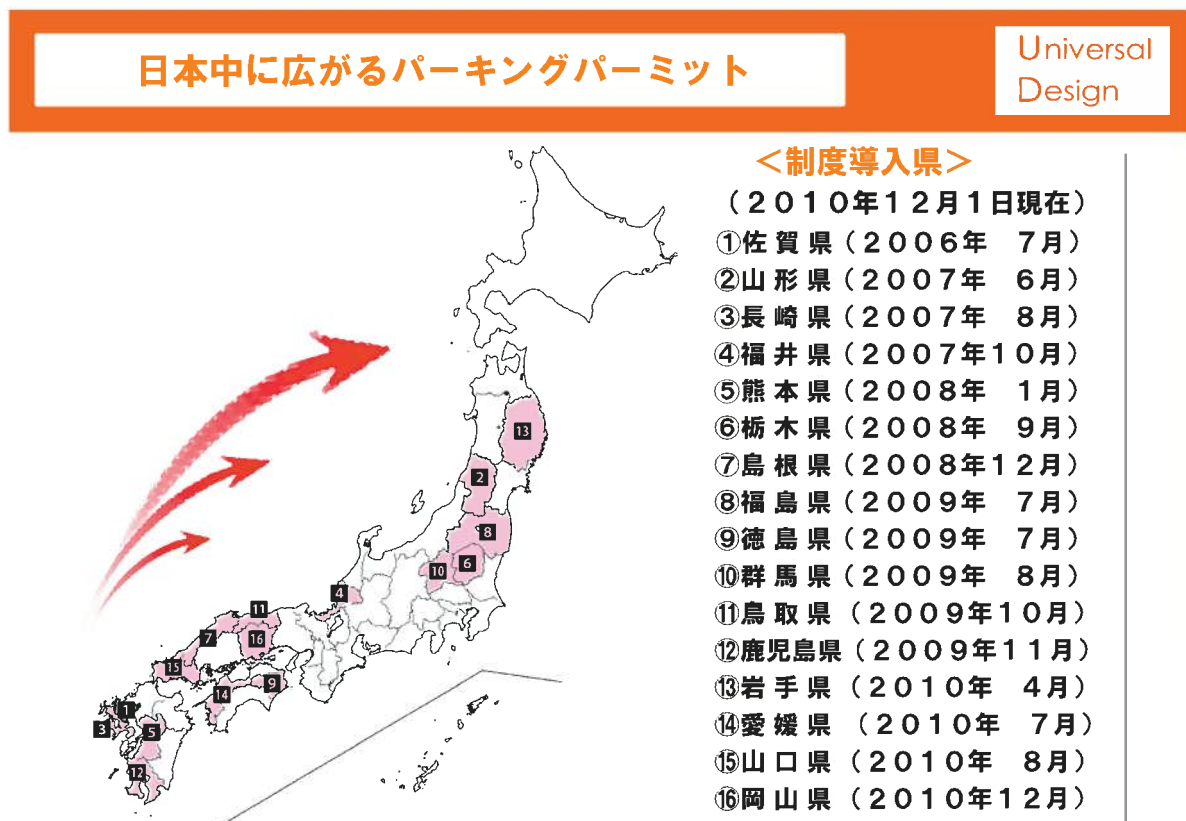 日本中に広がるパーキングパーミット
Universal
Design
＜制度導入県＞
（２０１０年１２月１日現在）
①佐賀県（２００６年　７月）
②山形県（２００７年　６月）
③長崎県（２００７年　８月）
④福井県（２００７年１０月）
⑤熊本県（２００８年　１月）
⑥栃木県（２００８年　９月）
⑦島根県（２００８年１２月）
⑧福島県（２００９年　７月）
⑨徳島県（２００９年　７月）
⑩群馬県（２００９年　８月）
⑪鳥取県（２００９年１０月）
⑫鹿児島県（２００９年１１月）
⑬岩手県（２０１０年　４月）
⑭愛媛県（２０１０年　７月）
⑮山口県（２０１０年　８月）
⑯岡山県（２０１０年１２月）
13
2
8
6
10
4
11
7
16
15
9
14
1
3
5
12